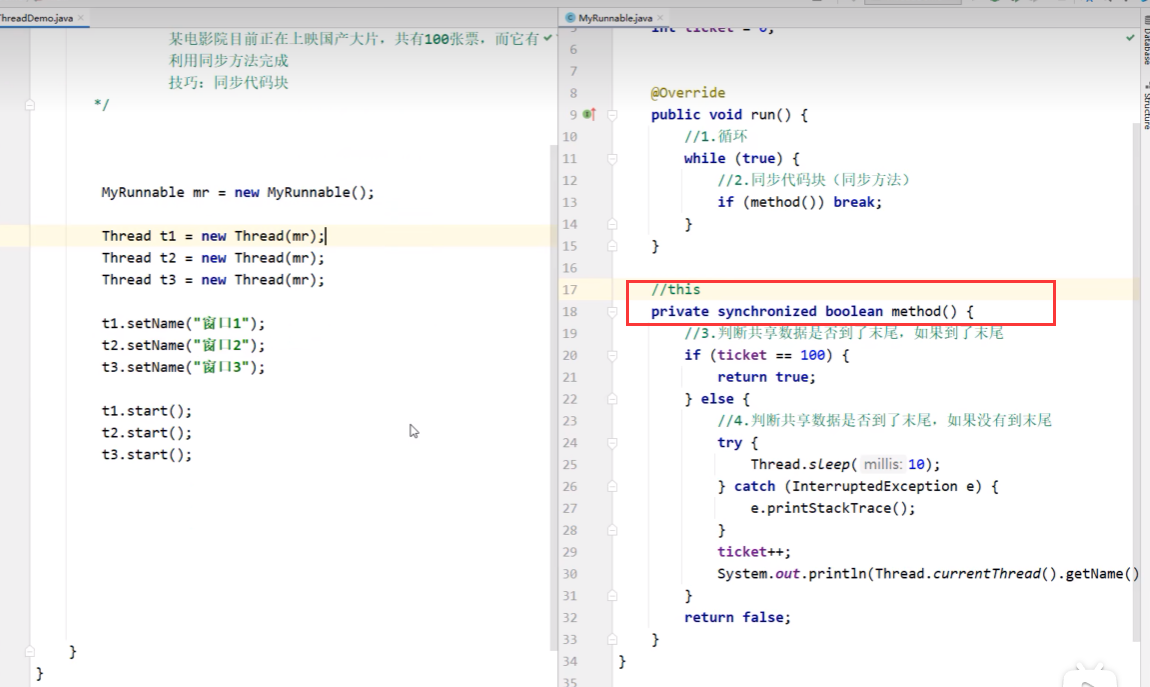 ThreadDemo.java
MyRunnable.java
某电影院目前正在上映国产大片，共有100张票，而它有
利用同步方法完成
技巧：同步代码块
*/
MyRunnable mr = new MyRunnable();
Thread t1 = new Thread(mr);
Thread t2 = new Thread(mr);
Thread t3 = new Thread(mr);
t1.setName("窗口1");
t2.setName("窗口2");
t3.setName("窗口3");
t1.start();
t2.start();
t3.start();
}
}
5 int ticket = 0;
6
7
8 @Override
9 public void run() {
10 //1.循环
11 while (true) {
12 //2.同步代码块（同步方法）
13 if (method()) break;
14 }
15 }
16
17 //this
18 private synchronized boolean method() {
19 //3.判断共享数据是否到了末尾，如果到了末尾
20 if (ticket == 100) {
21 return true;
22 } else {
23 //4.判断共享数据是否到了末尾，如果没有到末尾
24 try {
25 Thread.sleep( millis: 10);
26 } catch (InterruptedException e) {
27 e.printStackTrace();
28 }
29 ticket++;
30 System.out.println(Thread.currentThread().getName()
31 }
32 return false;
33 }
34 }
35
Database
Structure